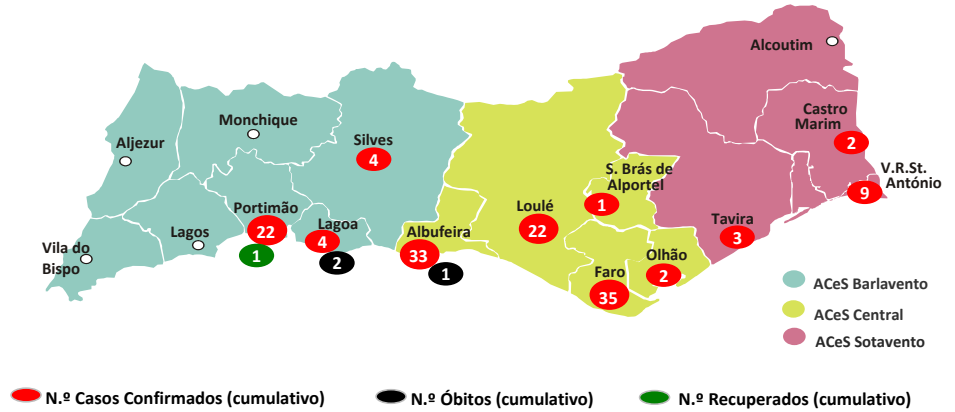 Alcoutim
Castro
Marim
2
V.R.St.
António
9
Monchique
Aljezur
Silves
4
S. Brás de
Alportel
1
Portimão
22
1
Lagoa
4
2
Loulé
22
Tavira
3
Lagos
Albufeira
33
1
Vila do
Bispo
Olhão
2
Faro
35
ACeS Barlavento
ACeS Central
ACeS Sotavento
N.º Casos Confirmados (cumulativo)
N.º Óbitos (cumulativo)
N.º Recuperados (cumulativo)